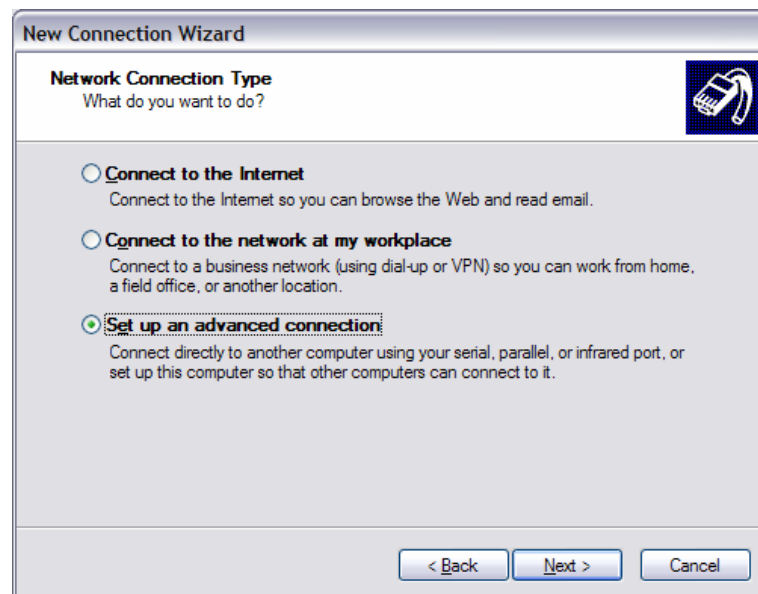 New Connection Wizard
Network Connection Type
What do you want to do?
Connect to the Internet
Connect to the Internet so you can browse the Web and read email.
Connect to the network at my workplace
Connect to a business network (using dial-up or VPN) so you can work from home,
a field office, or another location.
Set up an advanced connection
Connect directly to another computer using your serial, parallel, or infrared port, or
set up this computer so that other computers can connect to it.
< Back Next > Cancel